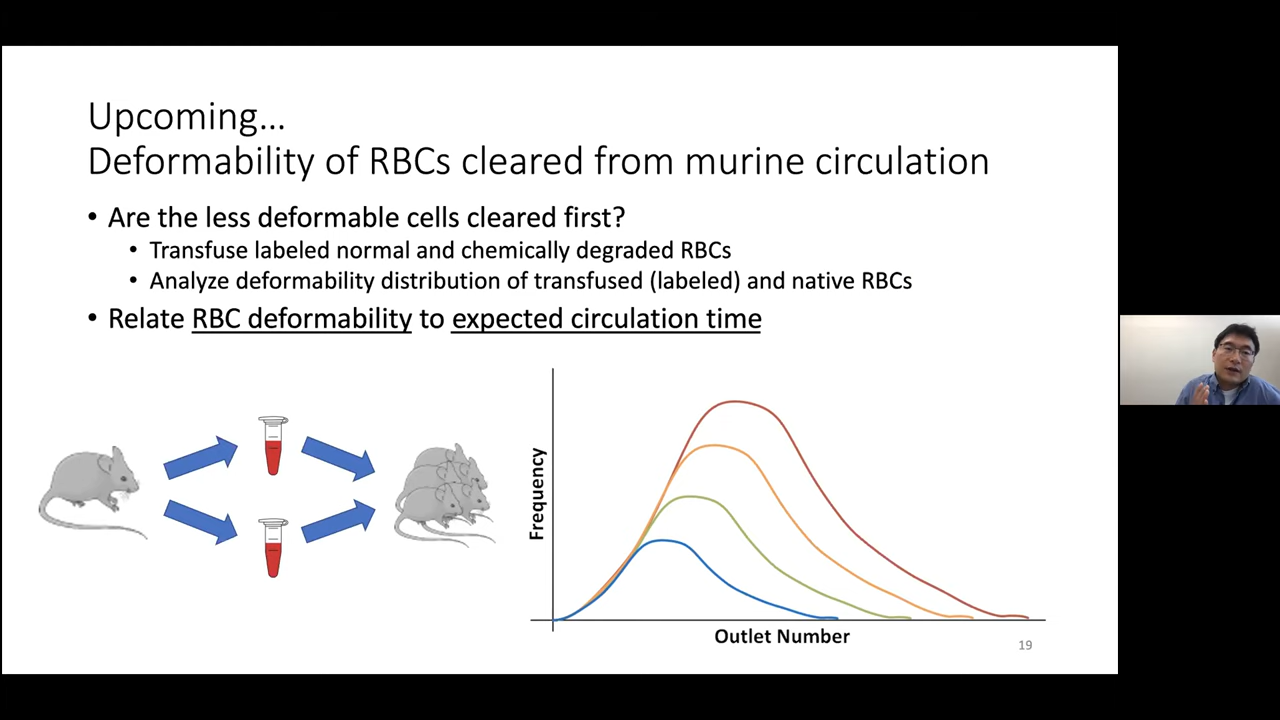 Upcoming...
Deformability of RBCs cleared from murine circulation
• Are the less deformable cells cleared first?
• Transfuse labeled normal and chemically degraded RBCs
• Analyze deformability distribution of transfused (labeled) and native RBCs
• Relate RBC deformability to expected circulation time
Frequency
Outlet Number
19